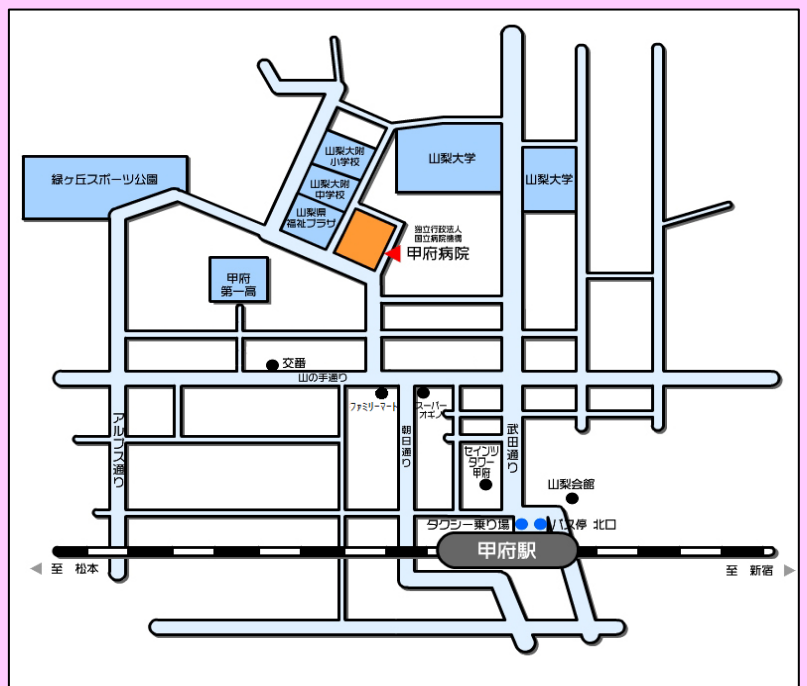 山梨大附
小学校
山梨大学
緑ヶ丘スポーツ公園
山梨大附
中学校
山梨大学
山梨県
福祉プラザ
独立行政法人
国立病院機構
甲府病院
甲府
第一高
交番
山の手通り
ファミリーマート
スーパー
オギノ
アルプス通り
朝日通り
武田通り
セインツ
タワー
甲府
山梨会館
タクシー乗り場
バス停 北口
甲府駅
至 松本
至 新宿